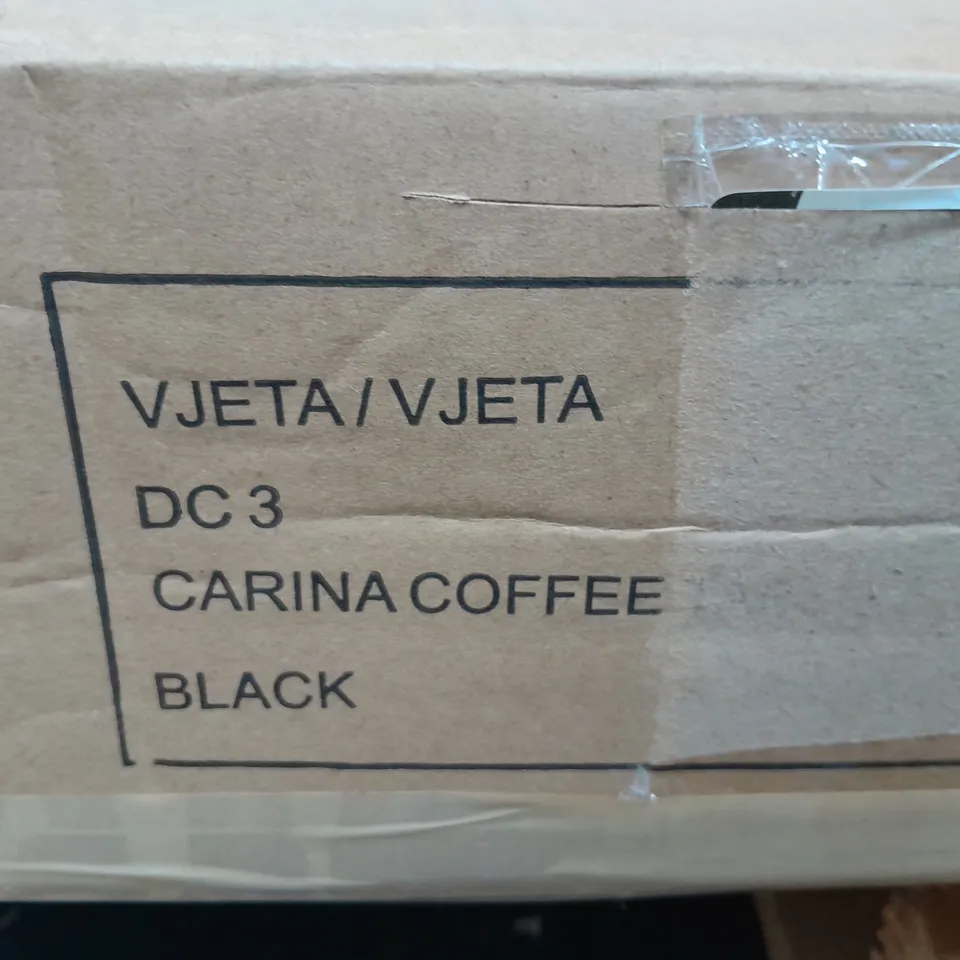 VJETA / VJETA
DC 3
CARINA COFFEE
BLACK